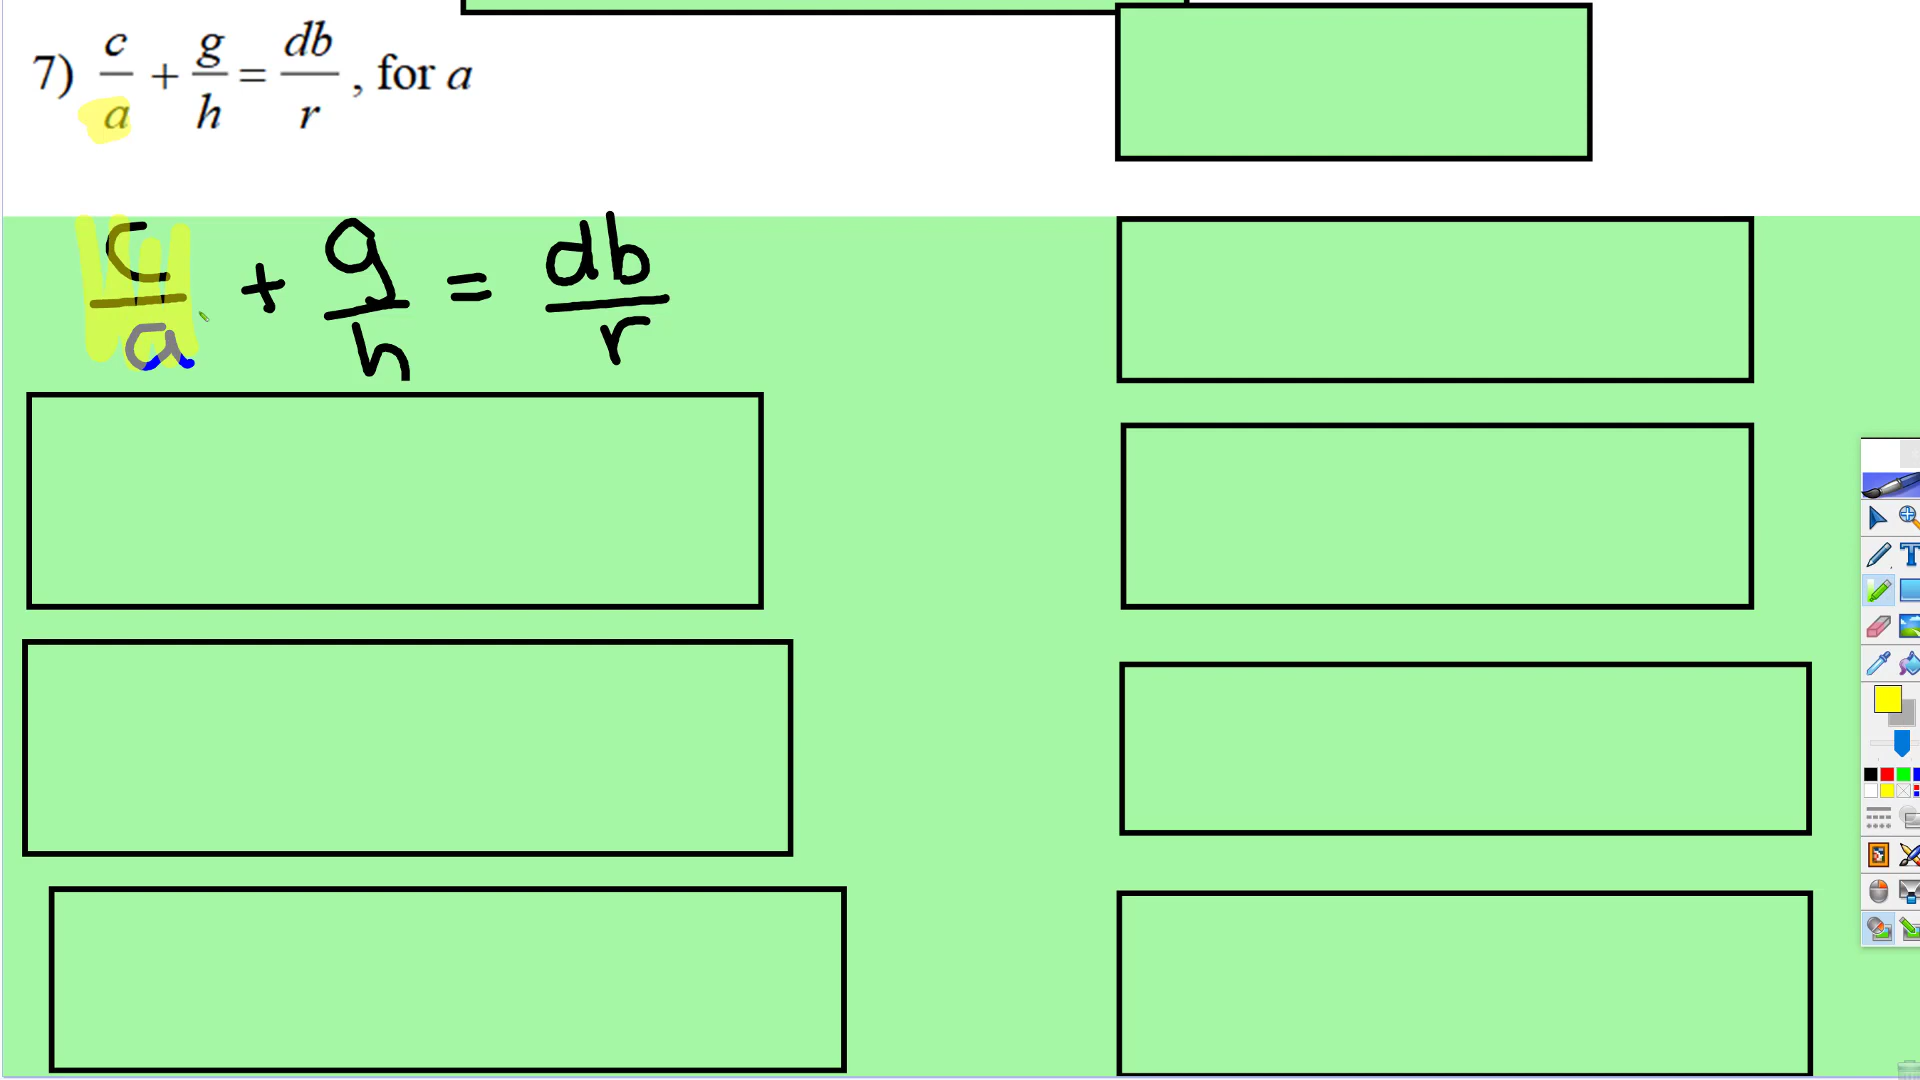 7) c/a + g/h = db/r , for a
c/a + g/h = db/r
T